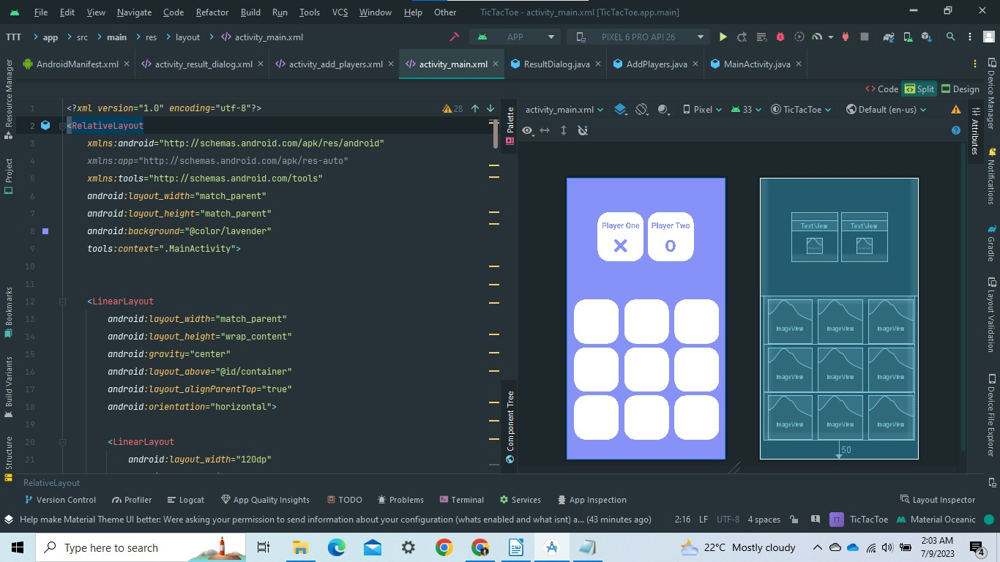 File Edit View Navigate Code Refactor Build Run Tools VCS Window Help Other TicTacToe - activity_main.xml [TicTacToe.app.main]
TTT app src main res layout activity_main.xml APP PIXEL 6 PRO API 26
AndroidManifest.xml activity_result_dialog.xml activity_add_players.xml activity_main.xml ResultDialog.java AddPlayers.java MainActivity.java
Code Split Design
Resource Manager
Project
Bookmarks
Build Variants
Structure
1 <?xml version="1.0" encoding="utf-8"?>
28
2 <RelativeLayout
3 xmlns:android="http://schemas.android.com/apk/res/android"
4 xmlns:app="http://schemas.android.com/apk/res-auto"
5 xmlns:tools="http://schemas.android.com/tools"
6 android:layout_width="match_parent"
7 android:layout_height="match_parent"
8 android:background="@color/lavender"
9 tools:context=".MainActivity">
10
11
12 <LinearLayout
13 android:layout_width="match_parent"
14 android:layout_height="wrap_content"
15 android:gravity="center"
16 android:layout_above="@id/container"
17 android:layout_alignParentTop="true"
18 android:orientation="horizontal">
19
20 <LinearLayout
21 android:layout_width="120dp"
Palette
Component Tree
activity_main.xml Pixel 33 TicTacToe Default (en-us)
Player One Player Two
X O
TextView TextView
ImageView ImageView ImageView
ImageView ImageView ImageView
ImageView ImageView ImageView
50
Attributes
Device Manager
Notifications
Gradle
Layout Validation
Device File Explorer
RelativeLayout
Version Control Profiler Logcat App Quality Insights TODO Problems Terminal Services App Inspection Layout Inspector
Help make Material Theme UI better: Were asking your permission to send information about your configuration (whats enabled and what isnt) a... (43 minutes ago) 2:16 LF UTF-8 4 spaces TT TicTacToe Material Oceanic
Type here to search 22°C Mostly cloudy 2:03 AM
7/9/2023 4